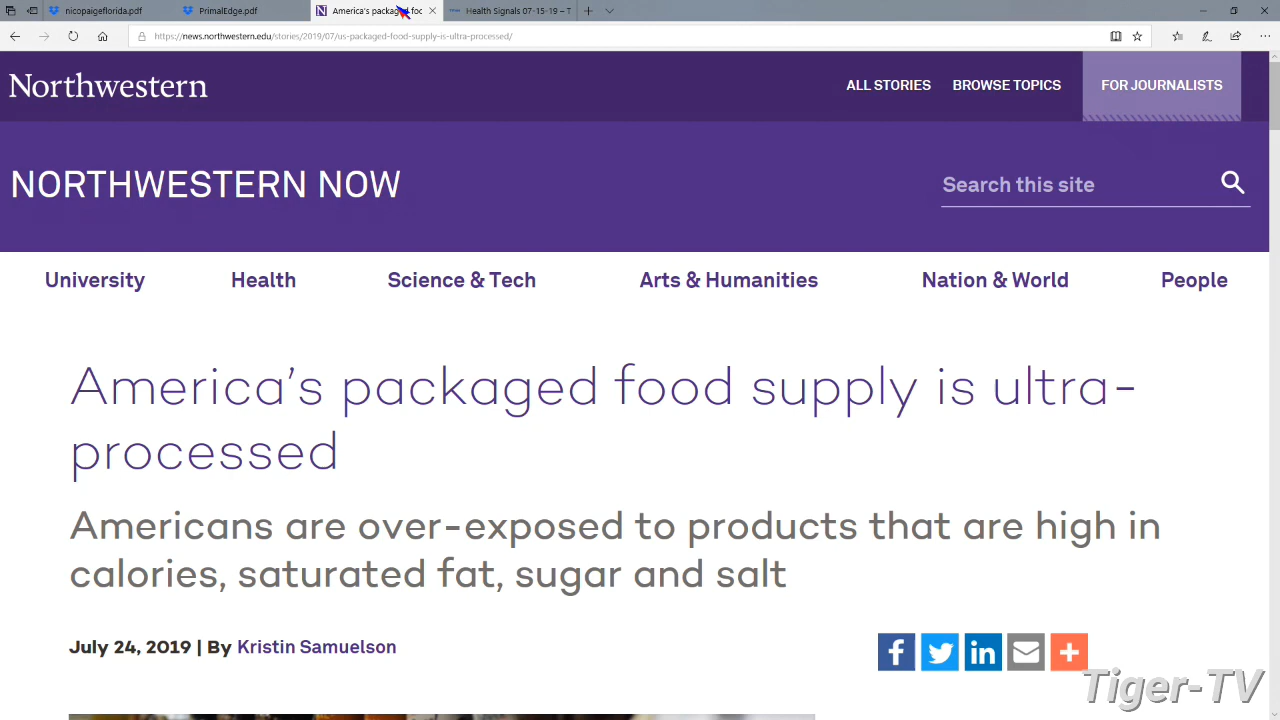 nicopaigeflorida.pdf PrimalEdge.pdf America's packaged foc Health Signals 07-15-19 – T
https://news.northwestern.edu/stories/2019/07/us-packaged-food-supply-is-ultra-processed/
Northwestern ALL STORIES BROWSE TOPICS FOR JOURNALISTS
NORTHWESTERN NOW Search this site
University Health Science & Tech Arts & Humanities Nation & World People
America's packaged food supply is ultra-
processed
Americans are over-exposed to products that are high in
calories, saturated fat, sugar and salt
July 24, 2019 | By Kristin Samuelson
Tiger-TV